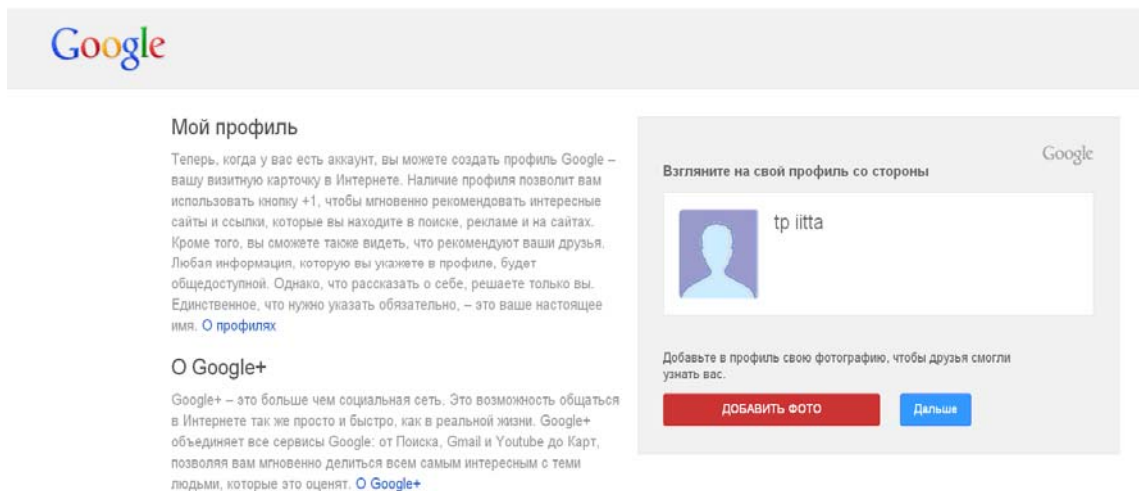 Google
Мой профиль
Теперь, когда у вас есть аккаунт, вы можете создать профиль Google –
вашу визитную карточку в Интернете. Наличие профиля позволит вам
использовать кнопку +1, чтобы мгновенно рекомендовать интересные
сайты и ссылки, которые вы находите в поиске, рекламе и на сайтах.
Кроме того, вы сможете также видеть, что рекомендуют ваши друзья.
Любая информация, которую вы укажете в профиле, будет
общедоступной. Однако, что рассказать о себе, решаете только вы.
Единственное, что нужно указать обязательно, – это ваше настоящее
имя. О профилях
О Google+
Google+ – это больше чем социальная сеть. Это возможность общаться
в Интернете так же просто и быстро, как в реальной жизни. Google+
объединяет все сервисы Google: от Поиска, Gmail и Youtube до Карт,
позволяя вам мгновенно делиться всем самым интересным с теми
людьми, которые это оценят. О Google+
Google
Взгляните на свой профиль со стороны
tp iitta
Добавьте в профиль свою фотографию, чтобы друзья смогли
узнать вас.
ДОБАВИТЬ ФОТО
Дальше